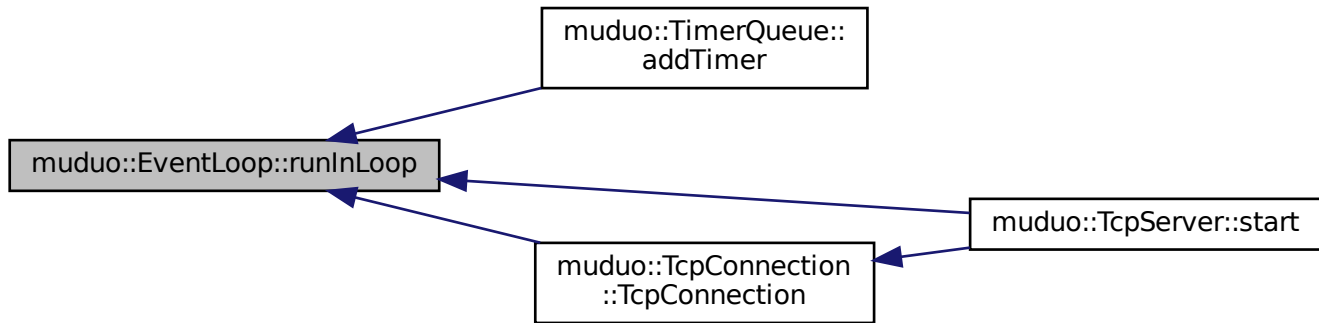 muduo::TimerQueue::
addTimer
muduo::EventLoop::runInLoop
muduo::TcpServer::start
muduo::TcpConnection
::TcpConnection